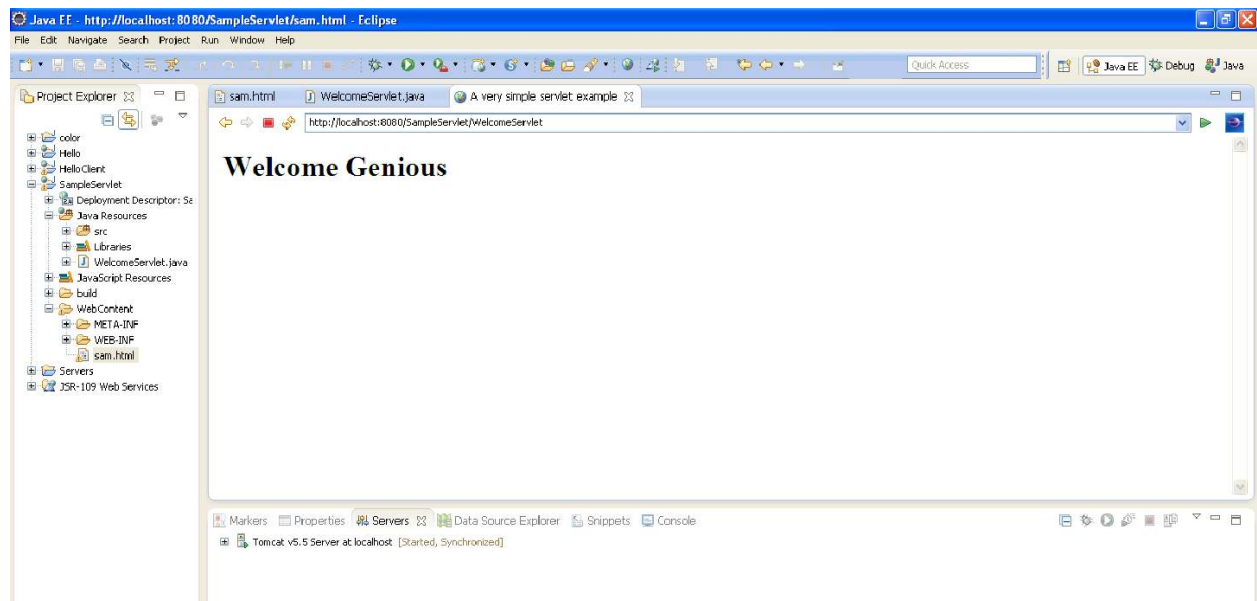 Java EE - http://localhost:8080/SampleServlet/sam.html - Eclipse
File Edit Navigate Search Project Run Window Help
Quick Access Java EE Debug Java
Project Explorer
sam.html WelcomeServlet.java A very simple servlet example
http://localhost:8080/SampleServlet/WelcomeServlet
Welcome Genious
color
Hello
HelloClient
SampleServlet
Deployment Descriptor: Sa
Java Resources
src
Libraries
WelcomeServlet.java
JavaScript Resources
build
WebContent
META-INF
WEB-INF
sam.html
Servers
JSR-109 Web Services
Markers Properties Servers Data Source Explorer Snippets Console
Tomcat v5.5 Server at localhost [Started, Synchronized]